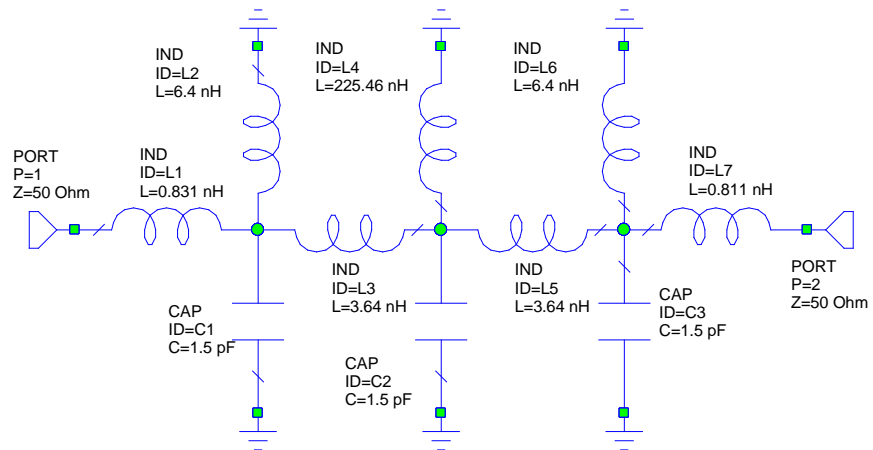 IND
ID=L2
L=6.4 nH
IND
ID=L4
L=225.46 nH
IND
ID=L6
L=6.4 nH
PORT
P=1
Z=50 Ohm
IND
ID=L1
L=0.831 nH
IND
ID=L7
L=0.811 nH
IND
ID=L3
L=3.64 nH
IND
ID=L5
L=3.64 nH
PORT
P=2
Z=50 Ohm
CAP
ID=C1
C=1.5 pF
CAP
ID=C2
C=1.5 pF
CAP
ID=C3
C=1.5 pF